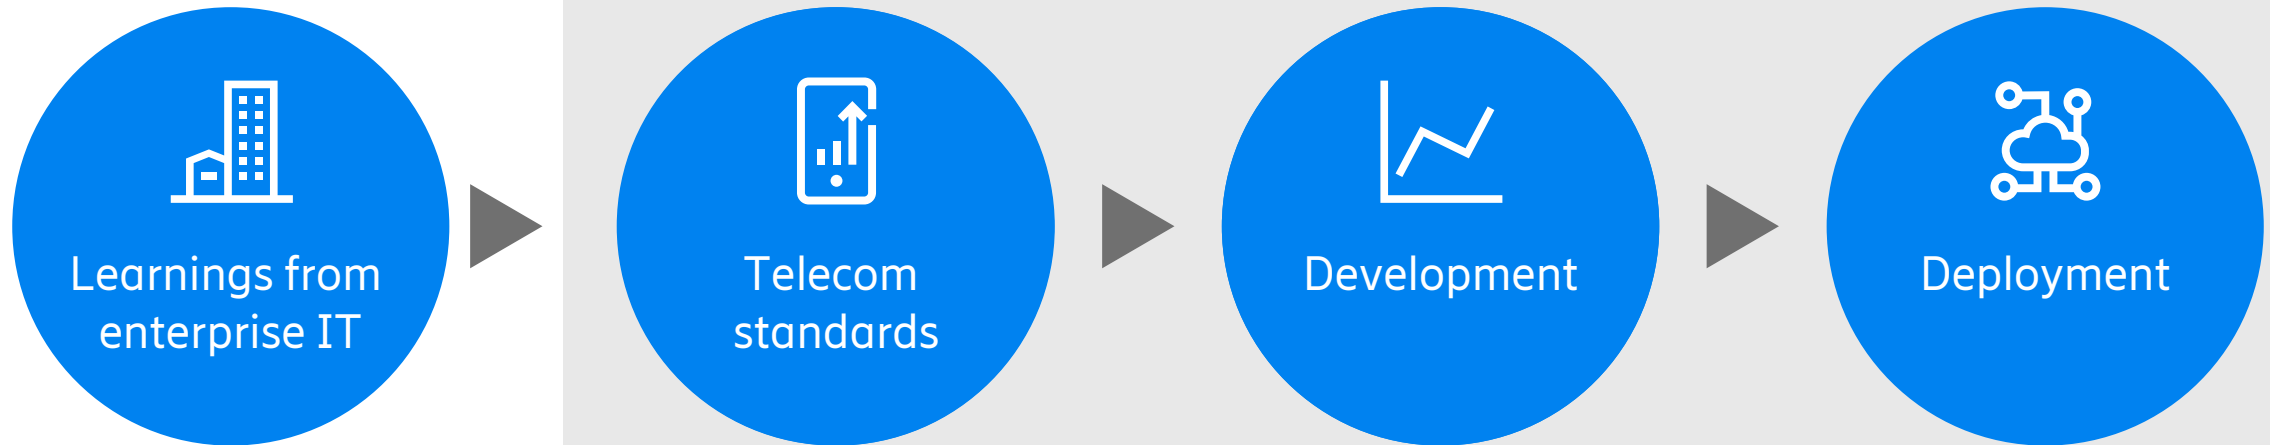 Learnings from
enterprise IT
Telecom
standards
Development
Deployment